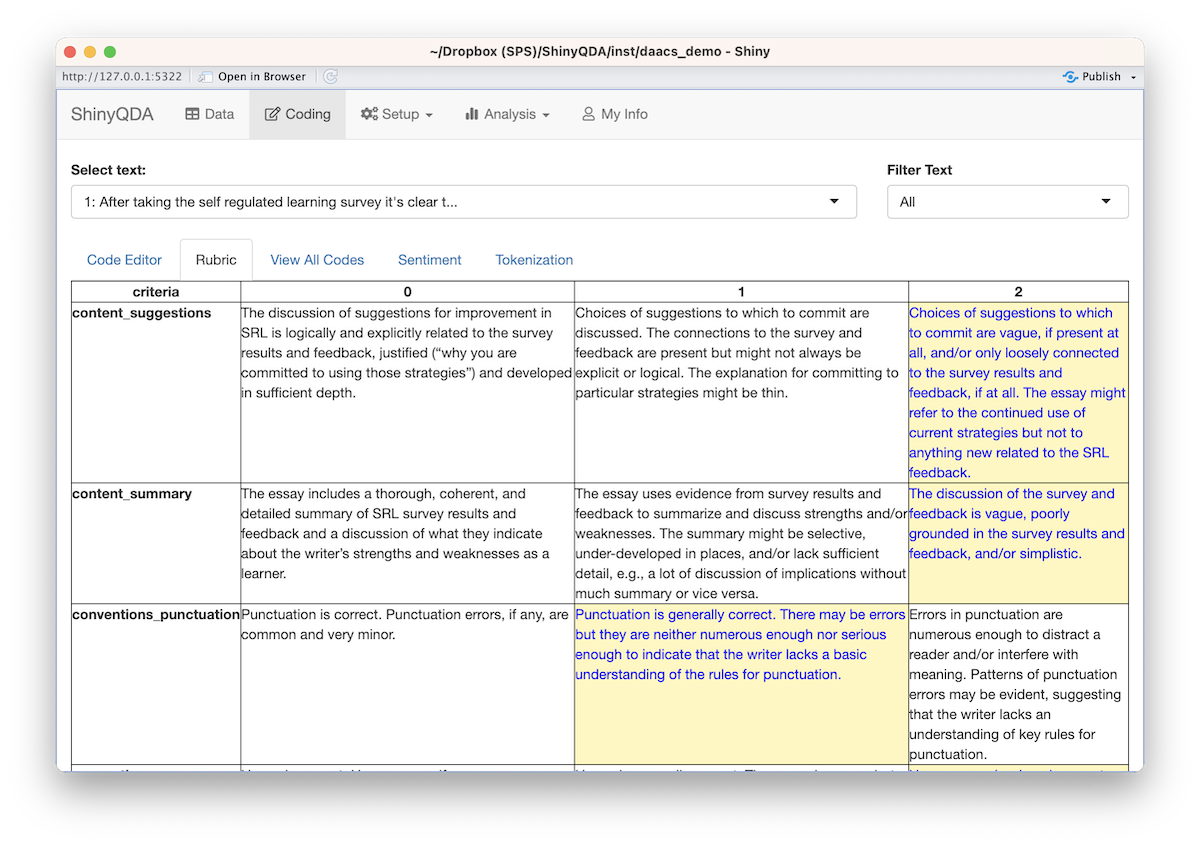 ~/Dropbox (SPS)/ShinyQDA/inst/daacs_demo - Shiny
http://127.0.0.1:5322 Open in Browser Publish
ShinyQDA Data Coding Setup Analysis My Info
Select text: Filter Text
1: After taking the self regulated learning survey it's clear t... All
Code Editor Rubric View All Codes Sentiment Tokenization
criteria 0 1 2
content_suggestions
The discussion of suggestions for improvement in
SRL is logically and explicitly related to the survey
results and feedback, justified (“why you are
committed to using those strategies”) and developed
in sufficient depth.
Choices of suggestions to which to commit are
discussed. The connections to the survey and
feedback are present but might not always be
explicit or logical. The explanation for committing to
particular strategies might be thin.
Choices of suggestions to which
to commit are vague, if present at
all, and/or only loosely connected
to the survey results and
feedback, if at all. The essay might
refer to the continued use of
current strategies but not to
anything new related to the SRL
feedback.
content_summary
The essay includes a thorough, coherent, and
detailed summary of SRL survey results and
feedback and a discussion of what they indicate
about the writer’s strengths and weaknesses as a
learner.
The essay uses evidence from survey results and
feedback to summarize and discuss strengths and/or
weaknesses. The summary might be selective,
under-developed in places, and/or lack sufficient
detail, e.g., a lot of discussion of implications without
much summary or vice versa.
The discussion of the survey and
feedback is vague, poorly
grounded in the survey results and
feedback, and/or simplistic.
conventions_punctuation
Punctuation is correct. Punctuation errors, if any, are
common and very minor.
Punctuation is generally correct. There may be errors
but they are neither numerous enough nor serious
enough to indicate that the writer lacks a basic
understanding of the rules for punctuation.
Errors in punctuation are
numerous enough to distract a
reader and/or interfere with
meaning. Patterns of punctuation
errors may be evident, suggesting
that the writer lacks an
understanding of key rules for
punctuation.